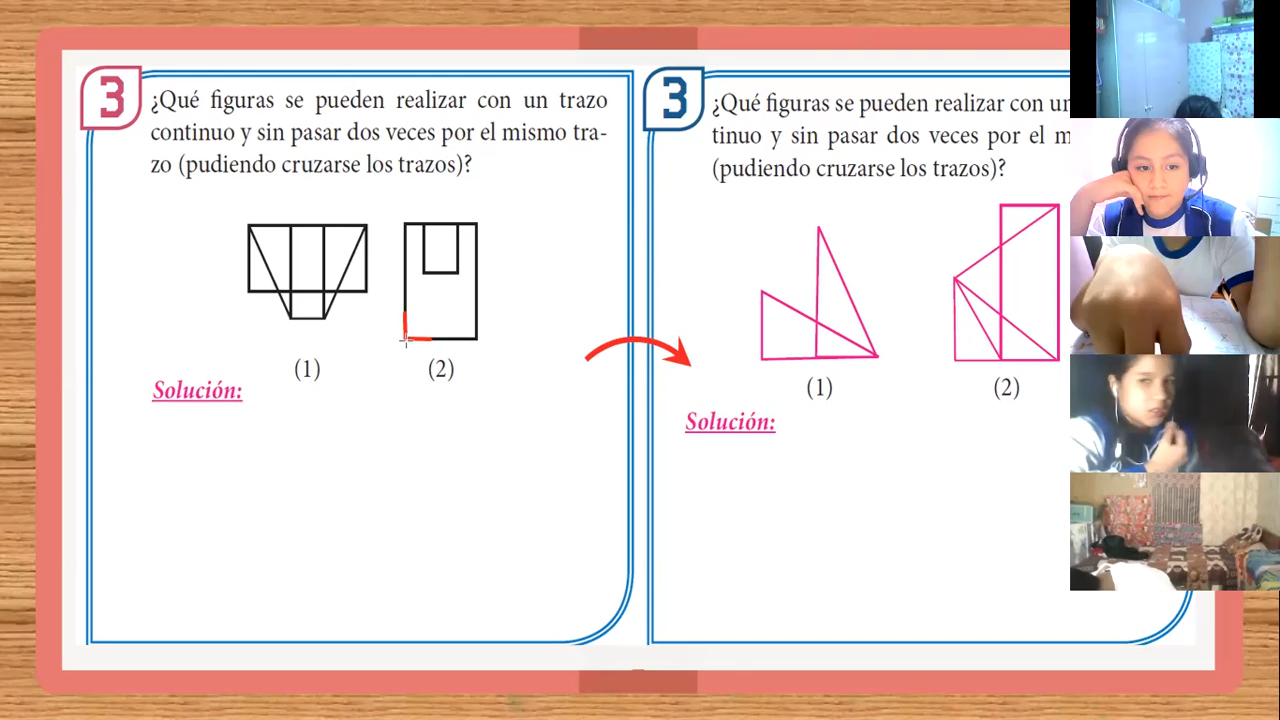 3
¿Qué figuras se pueden realizar con un trazo
continuo y sin pasar dos veces por el mismo tra-
zo (pudiendo cruzarse los trazos)?
(1)
(2)
Solución:
3
¿Qué figuras se pueden realizar con un
tinuo y sin pasar dos veces por el m
(pudiendo cruzarse los trazos)?
(1)
(2)
Solución: